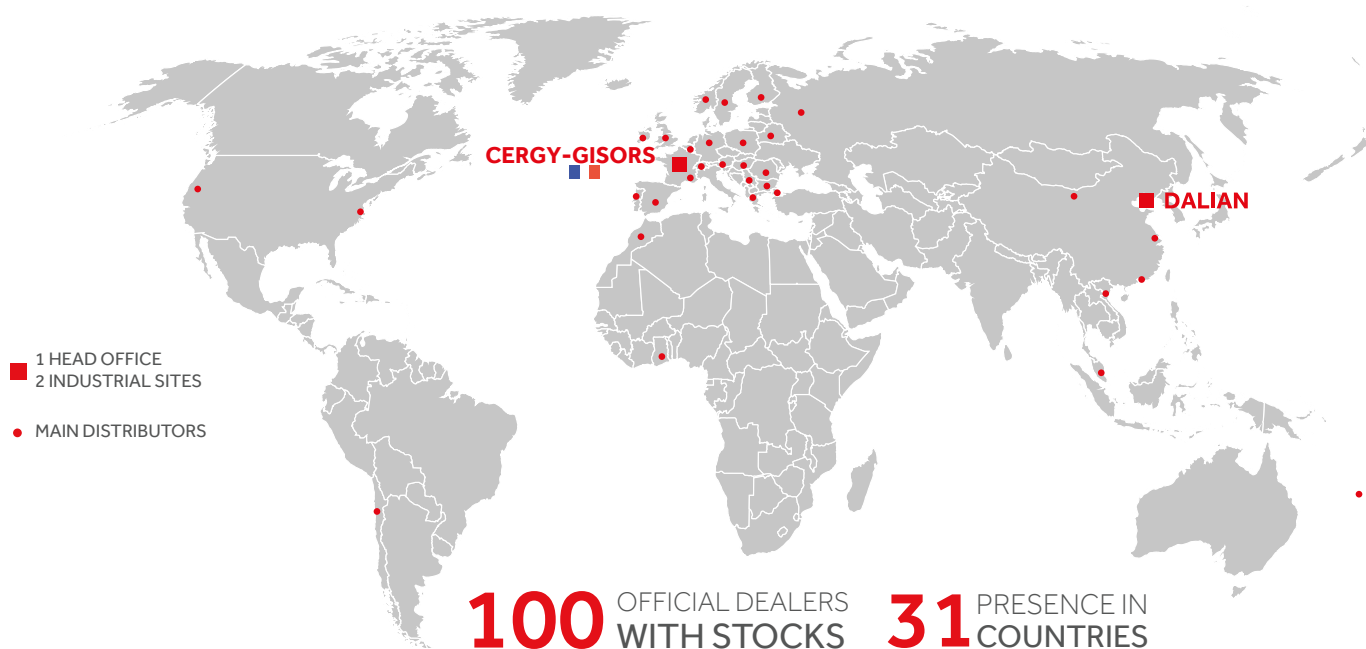 CERGY-GISORS
DALIAN
1 HEAD OFFICE
2 INDUSTRIAL SITES
MAIN DISTRIBUTORS
100 OFFICIAL DEALERS
WITH STOCKS
31 PRESENCE IN
COUNTRIES